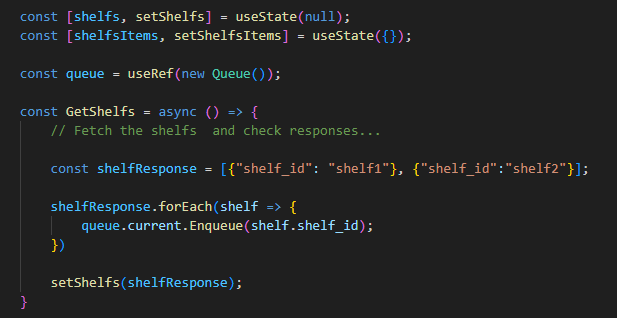 const [shelfs, setShelfs] = useState(null);
const [shelfsItems, setShelfsItems] = useState({});
const queue = useRef(new Queue());
const GetShelfs = async () => {
// Fetch the shelfs  and check responses...
const shelfResponse = [{"shelf_id": "shelf1"}, {"shelf_id":"shelf2"}];
shelfResponse.forEach(shelf => {
queue.current.Enqueue(shelf.shelf_id);
})
setShelfs(shelfResponse);
}